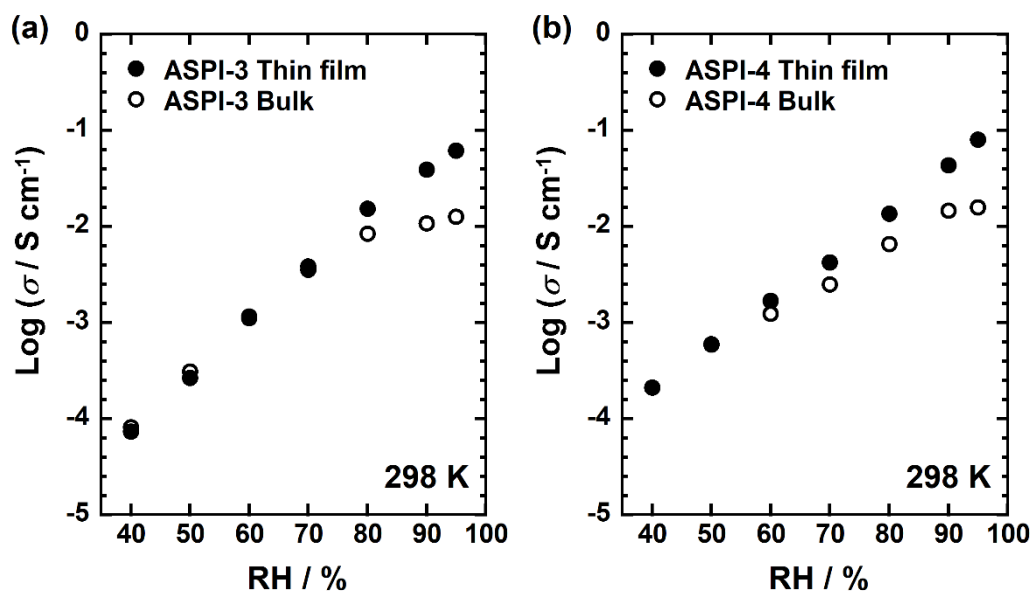 (a)
ASPI-3 Thin film
ASPI-3 Bulk
0
-1
-2
-3
-4
-5
Log (σ / S cm-1)
298 K
40 50 60 70 80 90 100
RH / %
(b)
ASPI-4 Thin film
ASPI-4 Bulk
0
-1
-2
-3
-4
-5
Log (σ / S cm-1)
298 K
40 50 60 70 80 90 100
RH / %